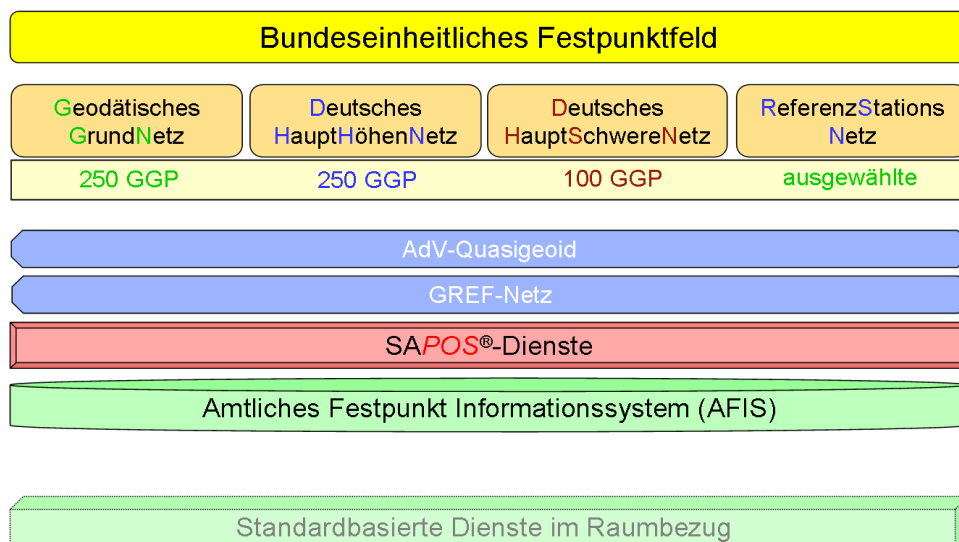 Bundeseinheitliches Festpunktfeld
Geodätisches
GrundNetz
Deutsches
HauptHöhenNetz
Deutsches
HauptSchwereNetz
ReferenzStations
Netz
250 GGP
250 GGP
100 GGP
ausgewählte
AdV-Quasigeoid
GREF-Netz
SAPOS®-Dienste
Amtliches Festpunkt Informationssystem (AFIS)
Standardbasierte Dienste im Raumbezug